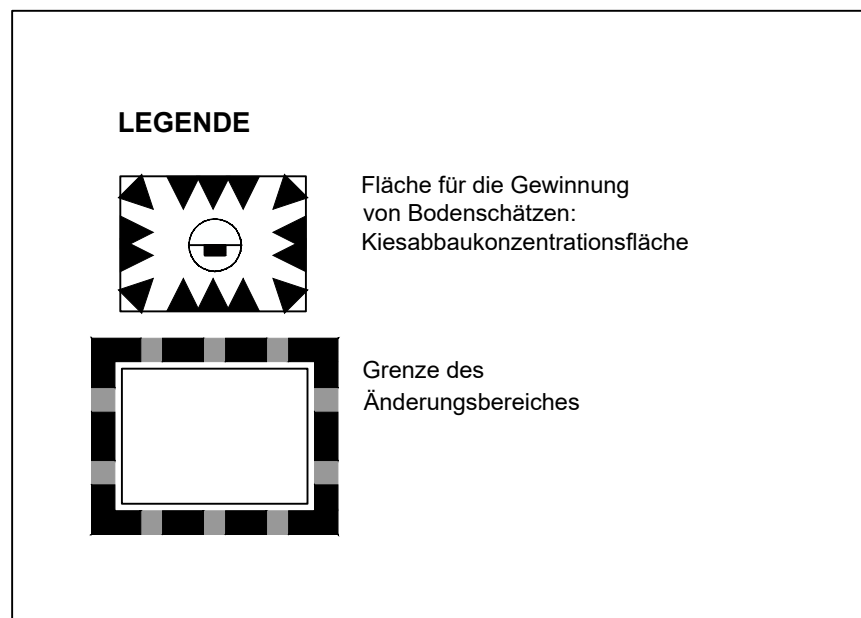 LEGENDE
Fläche für die Gewinnung
von Bodenschätzen:
Kiesabbaukonzentrationsfläche
Grenze des
Änderungsbereiches